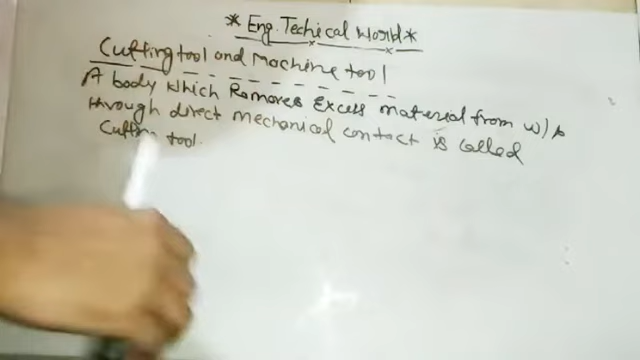 * Eng. Techical World *
Cutting tool and Machine tool
A body which Removes Excess material from w/p
through direct mechanical contact is called
Cutting tool.